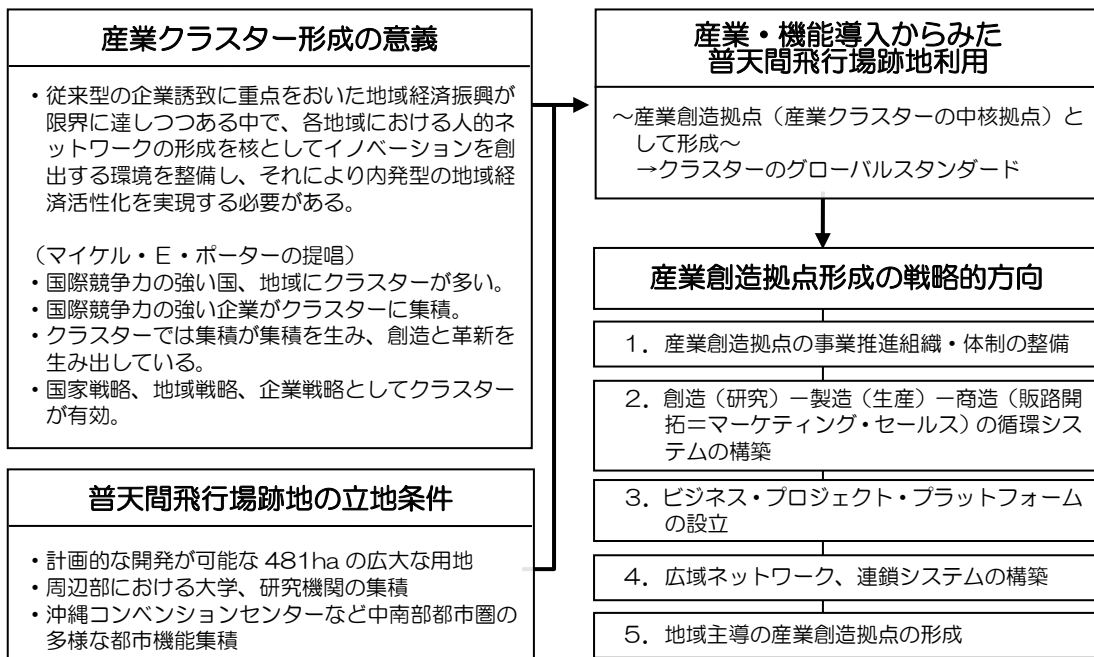 産業クラスター形成の意義
・従来型の企業誘致に重点をおいた地域経済振興が
限界に達しつつある中で、各地域における人的ネ
ットワークの形成を核としてイノベーションを創
出する環境を整備し、それにより内発型の地域経
済活性化を実現する必要がある。
（マイケル・E・ポーターの提唱）
・国際競争力の強い国、地域にクラスターが多い。
・国際競争力の強い企業がクラスターに集積。
・クラスターでは集積が集積を生み、創造と革新を
生み出している。
・国家戦略、地域戦略、企業戦略としてクラスター
が有効。
普天間飛行場跡地の立地条件
・計画的な開発が可能な 481ha の広大な用地
・周辺部における大学、研究機関の集積
・沖縄コンベンションセンターなど中南部都市圏の
多様な都市機能集積
産業・機能導入からみた
普天間飛行場跡地利用
～産業創造拠点（産業クラスターの中核拠点）と
して形成～
→クラスターのグローバルスタンダード
産業創造拠点形成の戦略的方向
1．産業創造拠点の事業推進組織・体制の整備
2．創造（研究）－製造（生産）－商造（販路開
拓＝マーケティング・セールス）の循環シス
テムの構築
3．ビジネス・プロジェクト・プラットフォーム
の設立
4．広域ネットワーク、連鎖システムの構築
5．地域主導の産業創造拠点の形成